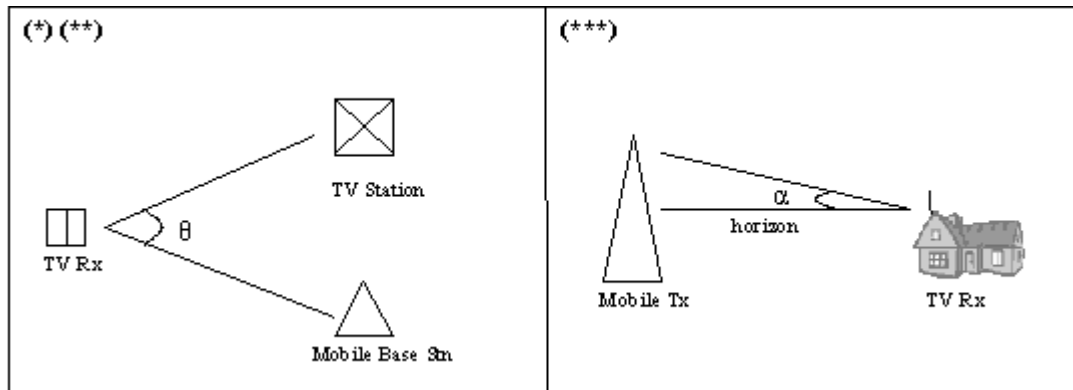 (*) (**)
TV Station
θ
TV Rx
Mobile Base Stn
(***)
α
horizon
Mobile Tx
TV Rx